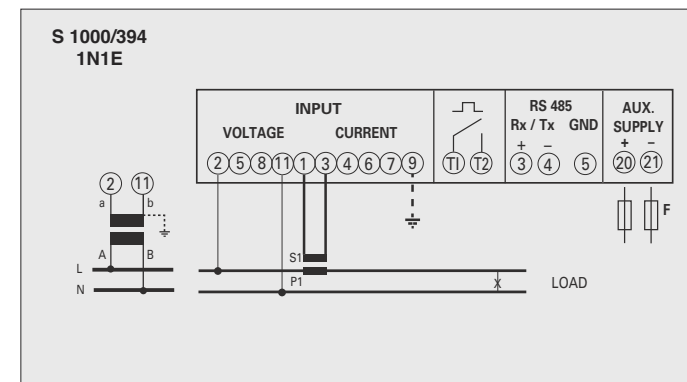 S 1000/394
1N1E
INPUT
VOLTAGE CURRENT
2 5 8 11 1 3 4 6 7 9
T1 T2
RS 485
Rx / Tx GND
+ –
3 4 5
AUX.
SUPPLY
+ –
20 21
F
2 11
a b
A B
L
N
S1
P1
X
LOAD